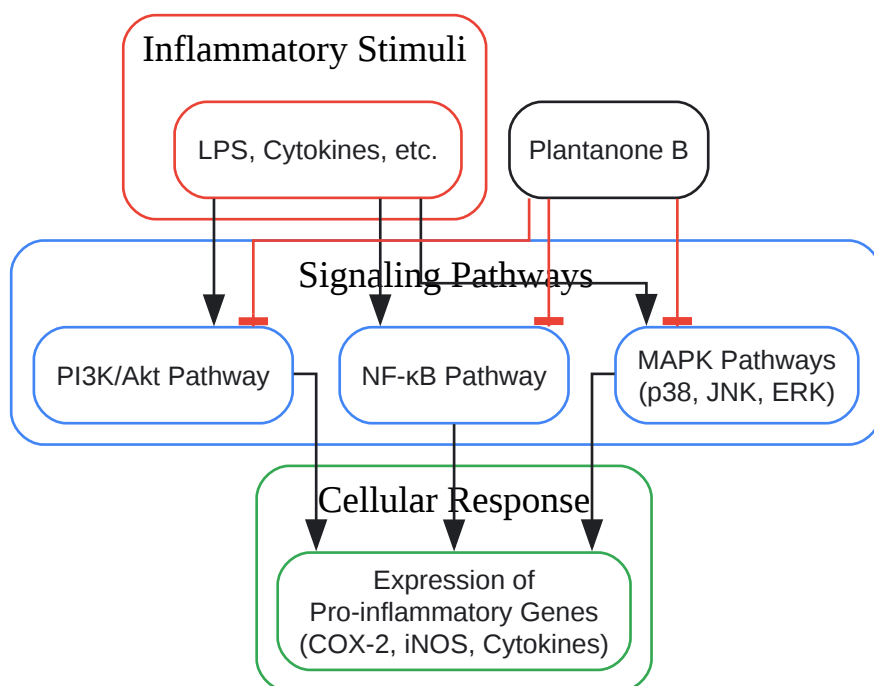 Inflammatory Stimuli
LPS, Cytokines, etc.
Plantanone B
Signaling Pathways
PI3K/Akt Pathway
NF-κB Pathway
MAPK Pathways
(p38, JNK, ERK)
Cellular Response
Expression of
Pro-inflammatory Genes
(COX-2, iNOS, Cytokines)